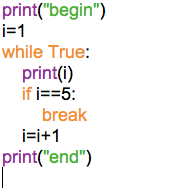 print("begin")
i=1
while True:
    print(i)
    if i==5:
        break
    i=i+1
print("end")